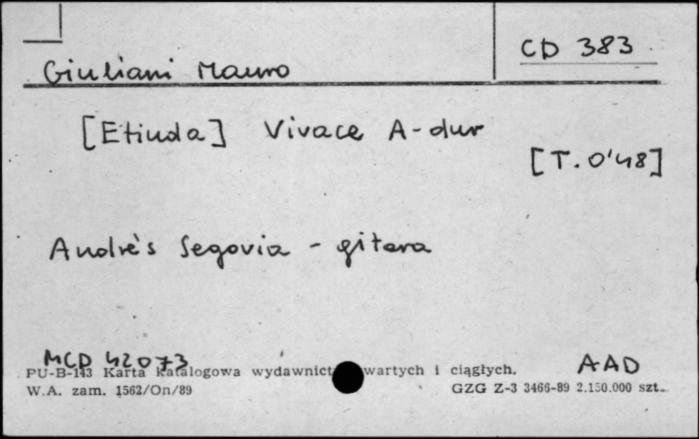 CD 383
Giuliani Mauro
[Etiuda] Vivace A-dur
[T. 0'48]
Andrès Segovia - gitara
MCD 42073
AAD
PU-B-143 Karta katalogowa wydawnict wartych i ciągłych.
W.A. zam. 1562/On/89
GZG Z-3 3466-89 2.150.000 szt.